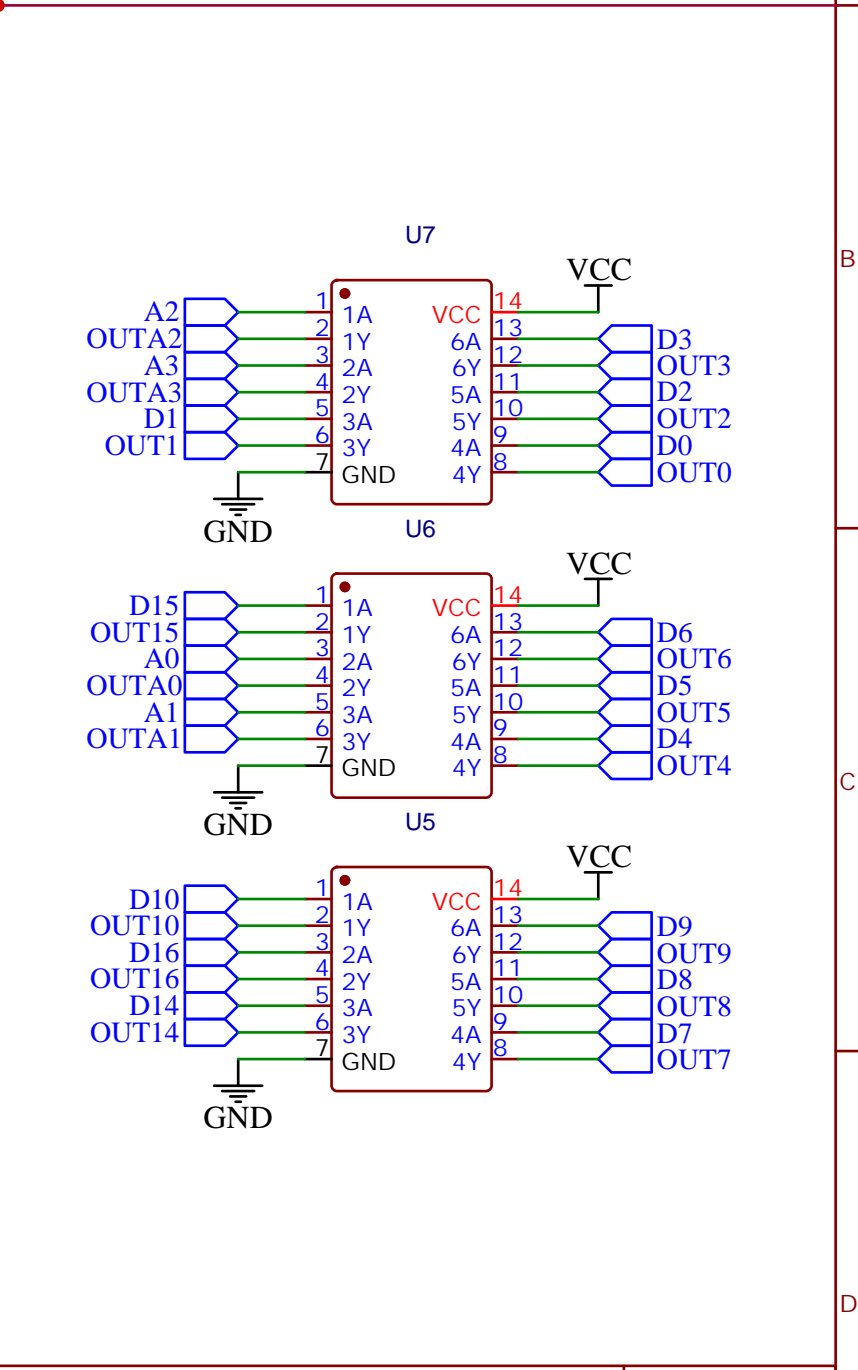 U7
VCC
B
A2 1 1A VCC 14
OUTA2 2 1Y 6A 13 D3
A3 3 2A 6Y 12 OUT3
OUTA3 4 2Y 5A 11 D2
D1 5 3A 5Y 10 OUT2
OUT1 6 3Y 4A 9 D0
7 GND 4Y 8 OUT0
GND
U6
VCC
D15 1 1A VCC 14
OUT15 2 1Y 6A 13 D6
A0 3 2A 6Y 12 OUT6
OUTA0 4 2Y 5A 11 D5
A1 5 3A 5Y 10 OUT5
OUTA1 6 3Y 4A 9 D4
7 GND 4Y 8 OUT4
C
GND
U5
VCC
D10 1 1A VCC 14
OUT10 2 1Y 6A 13 D9
D16 3 2A 6Y 12 OUT9
OUT16 4 2Y 5A 11 D8
D14 5 3A 5Y 10 OUT8
OUT14 6 3Y 4A 9 D7
7 GND 4Y 8 OUT7
GND
D